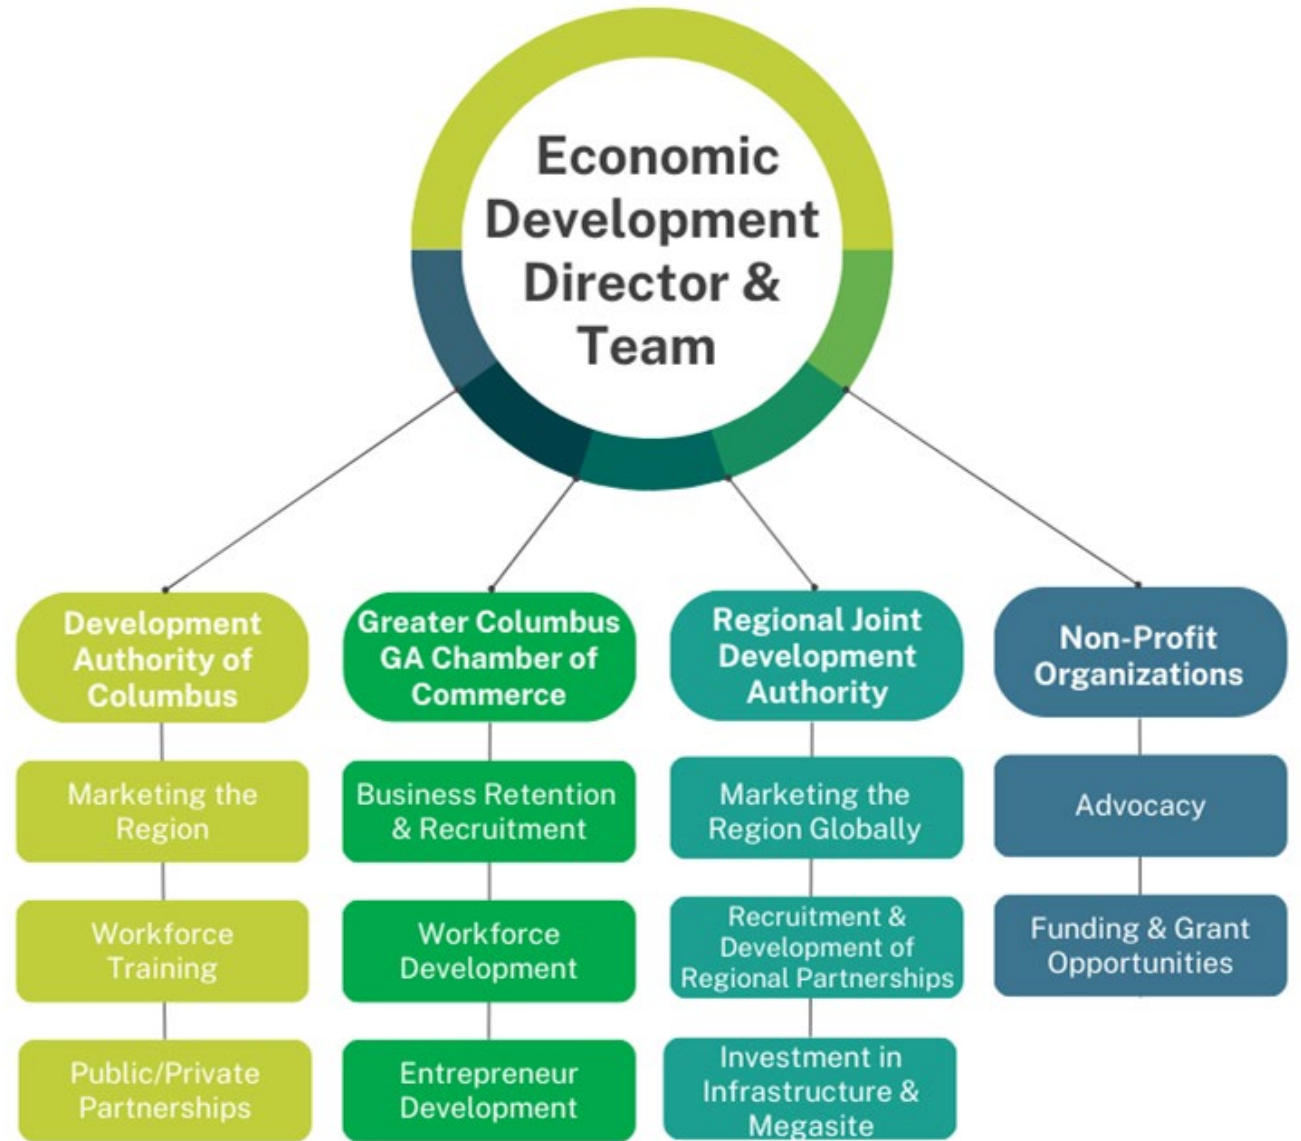 Economic
Development
Director &
Team
Development
Authority of
Columbus
Marketing the
Region
Workforce
Training
Public/Private
Partnerships
Greater Columbus
GA Chamber of
Commerce
Business Retention
& Recruitment
Workforce
Development
Entrepreneur
Development
Regional Joint
Development
Authority
Marketing the
Region Globally
Recruitment &
Development of
Regional Partnerships
Investment in
Infrastructure &
Megasite
Non-Profit
Organizations
Advocacy
Funding & Grant
Opportunities